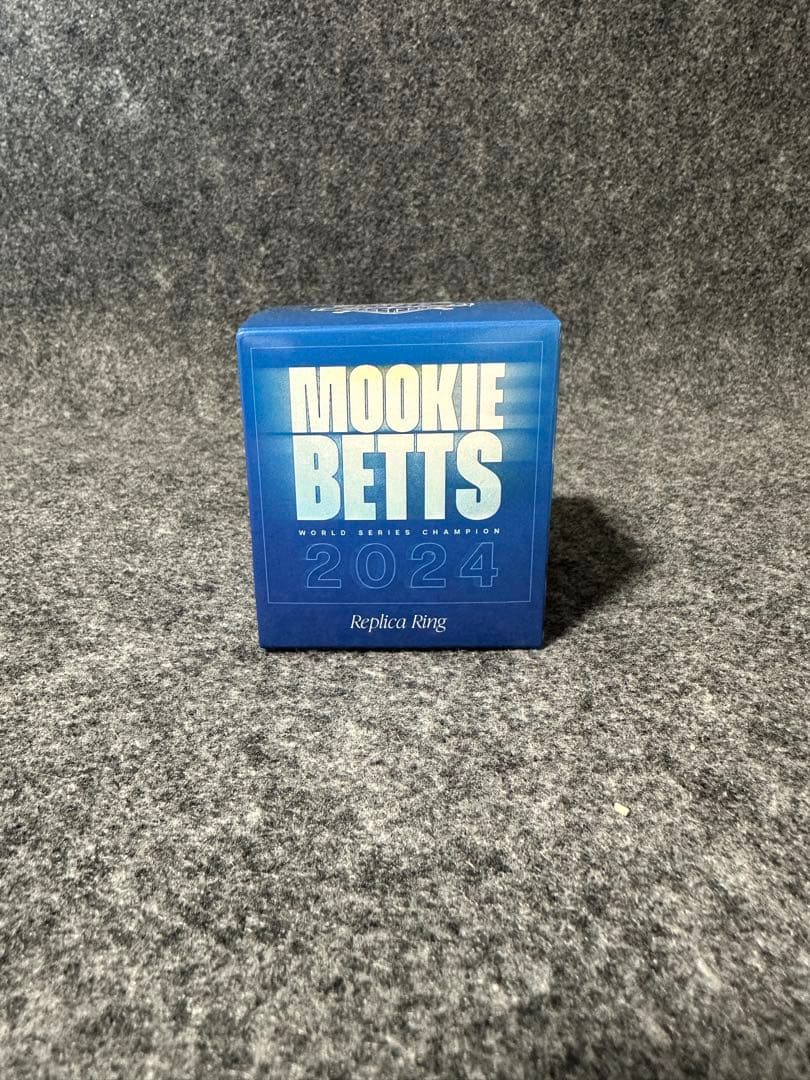 MOOKIE
BETTS
WORLD SERIES CHAMPION
2024
Replica Ring